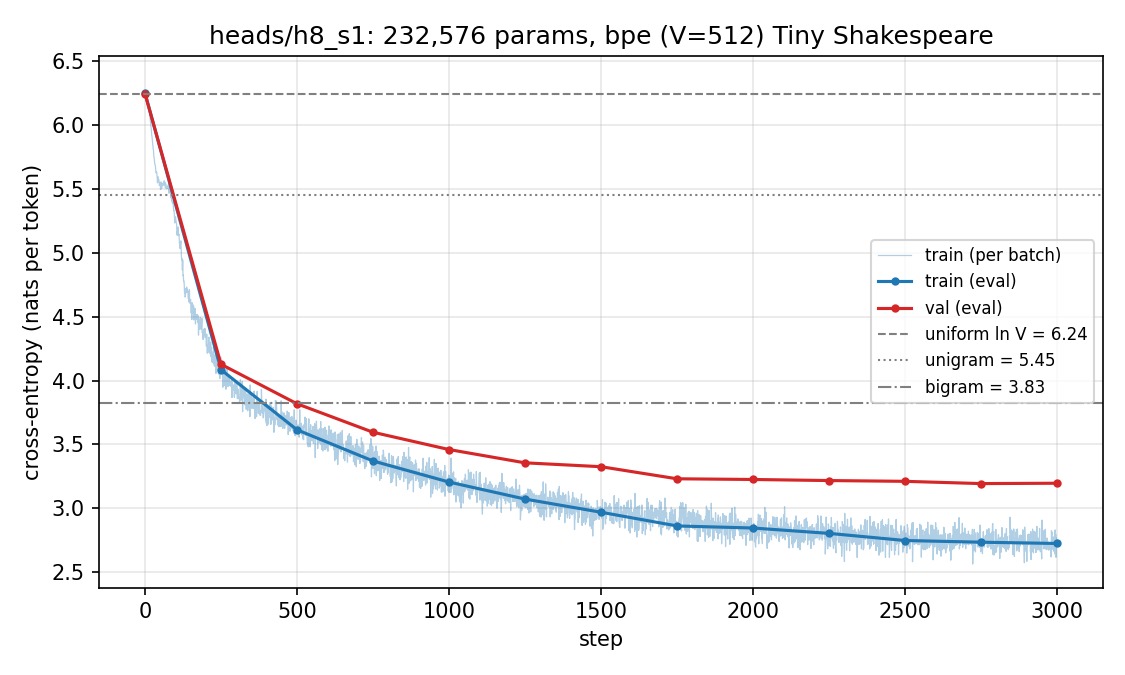 heads/h8_s1: 232,576 params, bpe (V=512) Tiny Shakespeare
cross-entropy (nats per token)
6.5
6.0
5.5
5.0
4.5
4.0
3.5
3.0
2.5
train (per batch)
train (eval)
val (eval)
uniform ln V = 6.24
unigram = 5.45
bigram = 3.83
0 500 1000 1500 2000 2500 3000
step